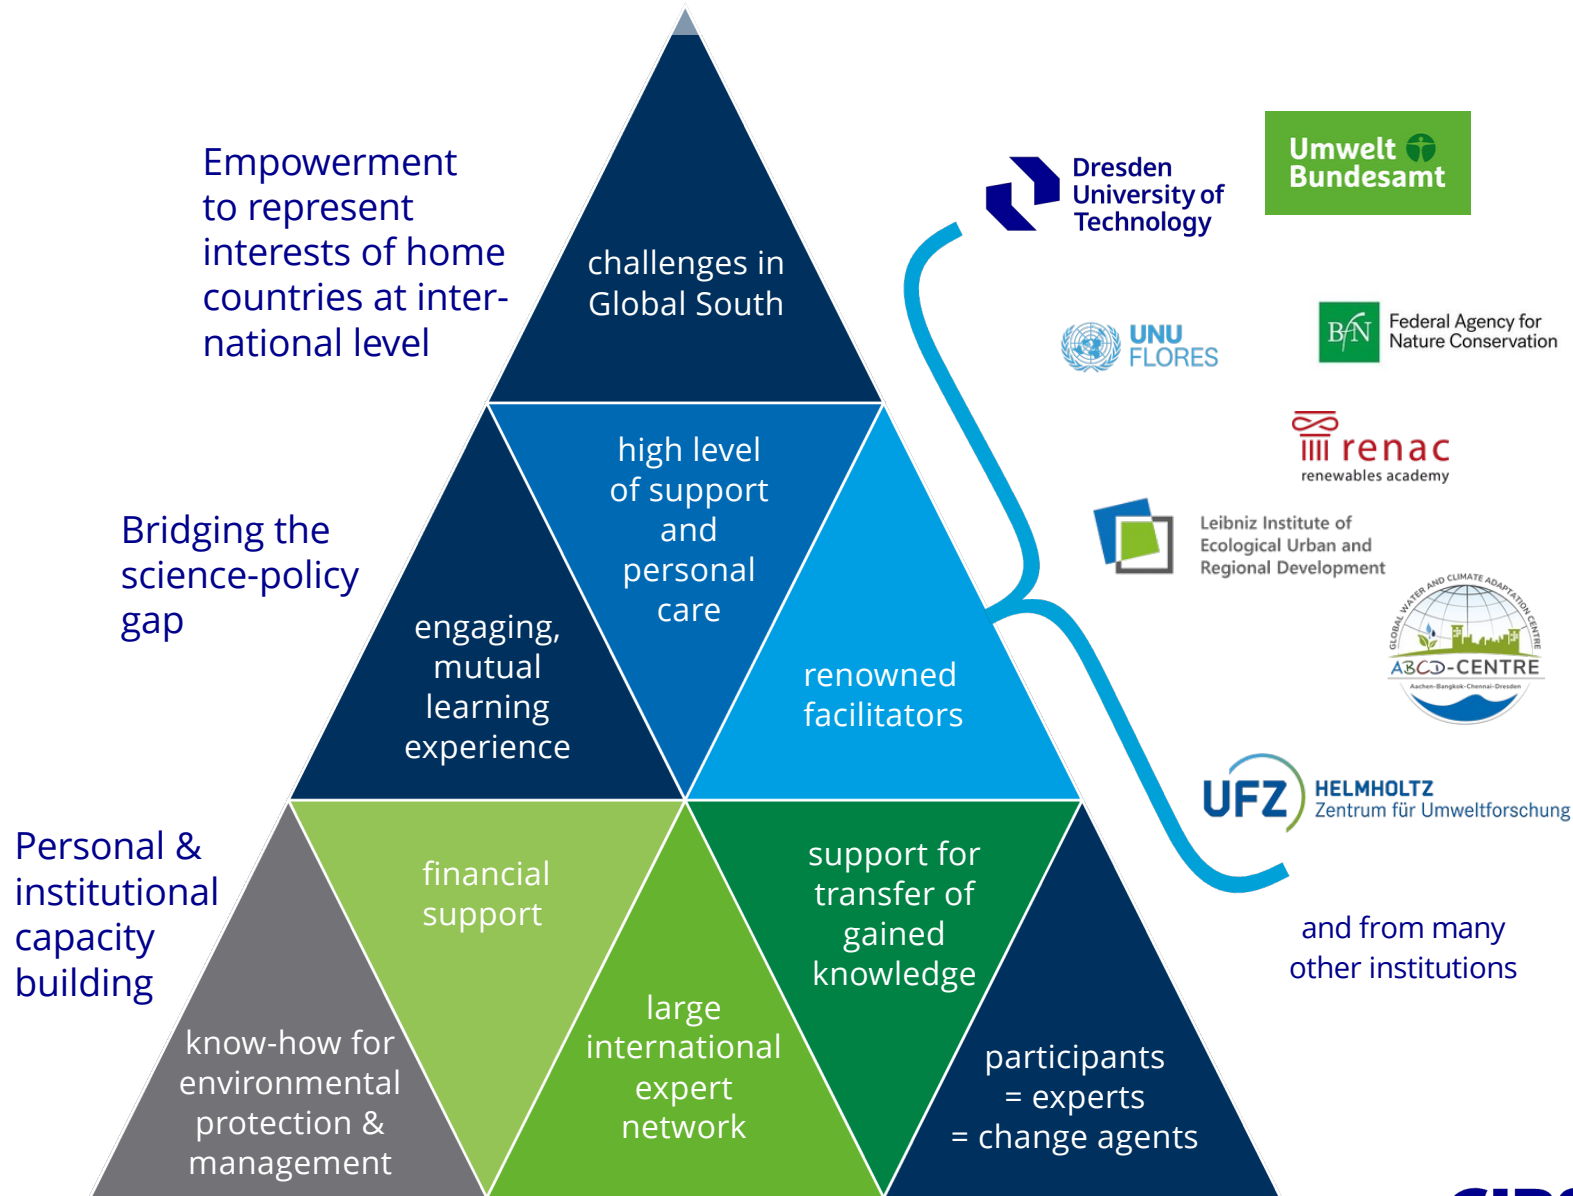 Empowerment
to represent
interests of home
countries at inter-
national level
challenges in
Global South
Dresden
University of
Technology
Umwelt
Bundesamt
UNU
FLORES
BfN
Federal Agency for
Nature Conservation
renac
renewables academy
Leibniz Institute of
Ecological Urban and
Regional Development
GLOBAL WATER AND CLIMATE ADAPTATION CENTRE
ABCD-CENTRE
Aachen-Bangkok-Chennai-Dresden
UFZ
HELMHOLTZ
Zentrum für Umweltforschung
and from many
other institutions
Bridging the
science-policy
gap
high level
of support
and
personal
care
engaging,
mutual
learning
experience
renowned
facilitators
Personal &
institutional
capacity
building
financial
support
support for
transfer of
gained
knowledge
know-how for
environmental
protection &
management
large
international
expert
network
participants
= experts
= change agents